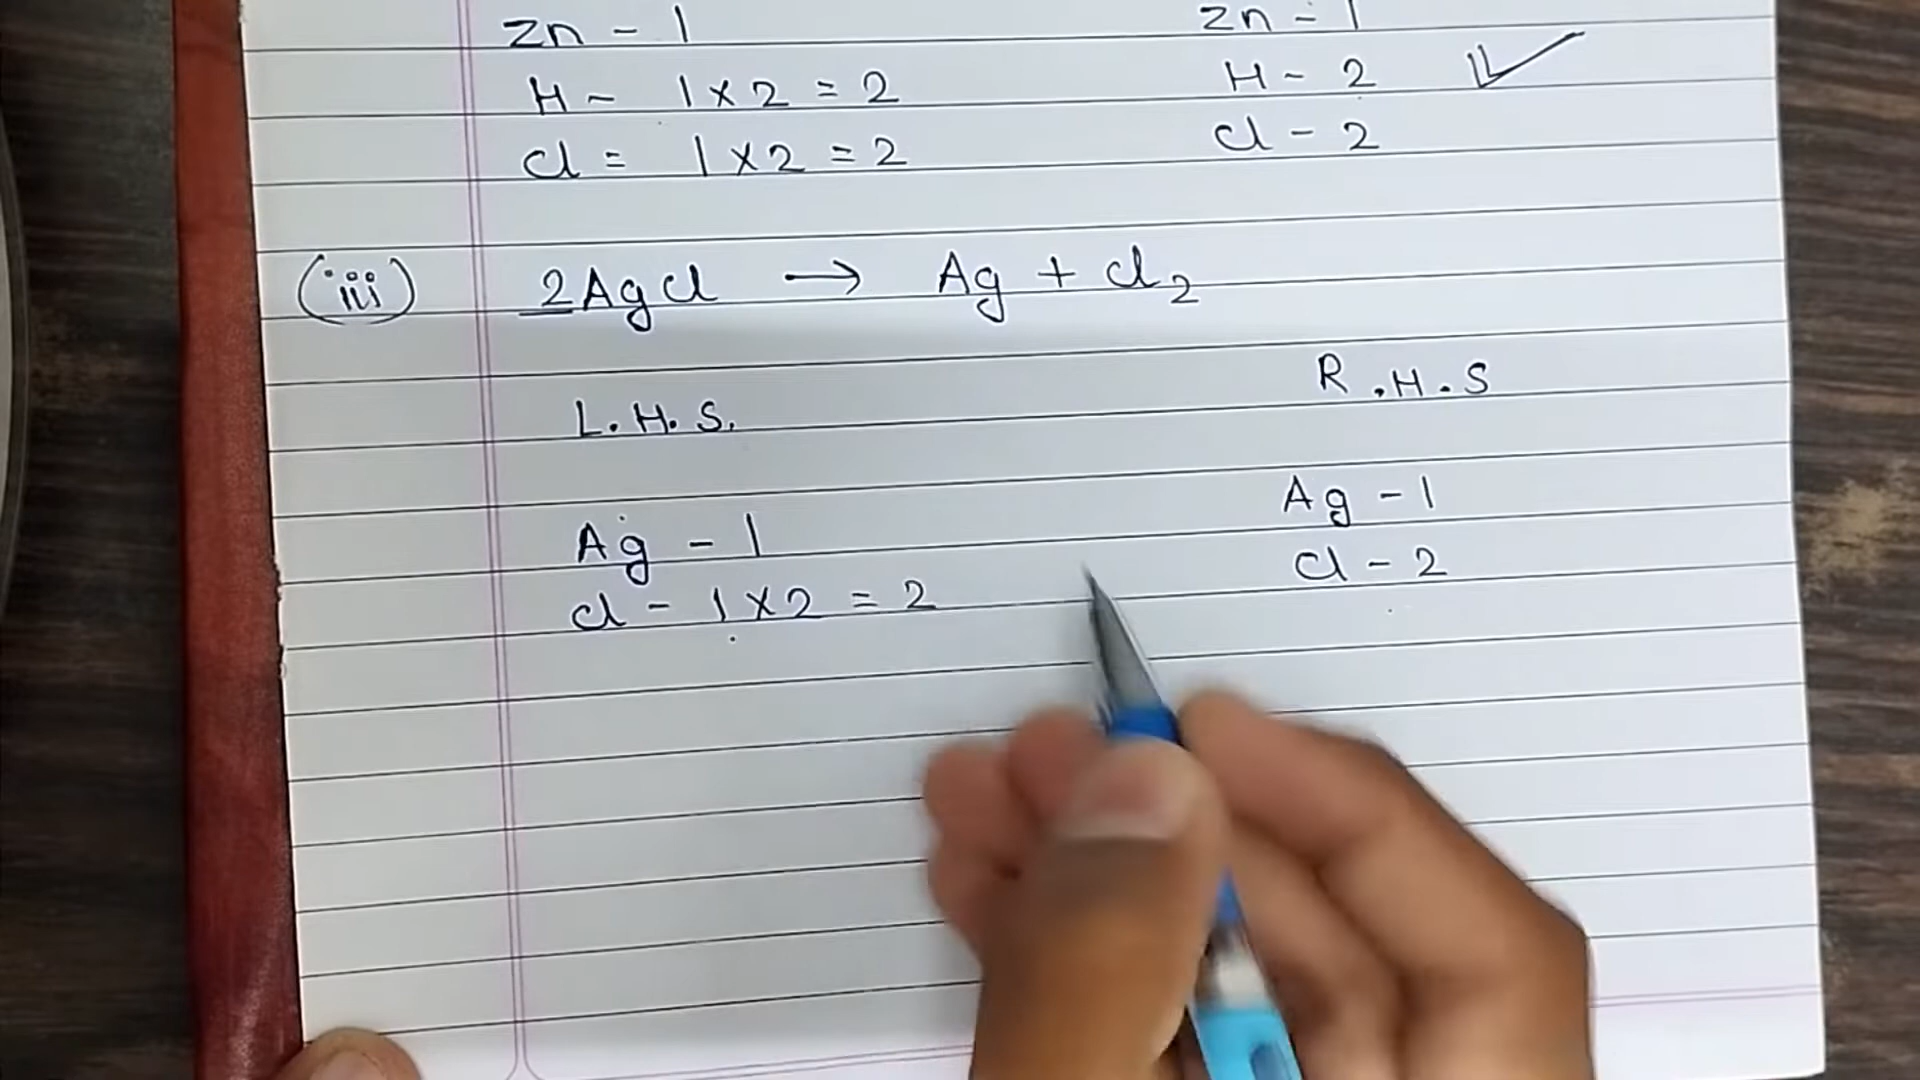 Zn - 1 Zn - 1
H - 1 × 2 = 2 H - 2
Cl = 1 × 2 = 2 Cl - 2
(iii) 2AgCl → Ag + Cl₂
L.H.S. R.H.S
Ag - 1 Ag - 1
Cl - 1 × 2 = 2 Cl - 2